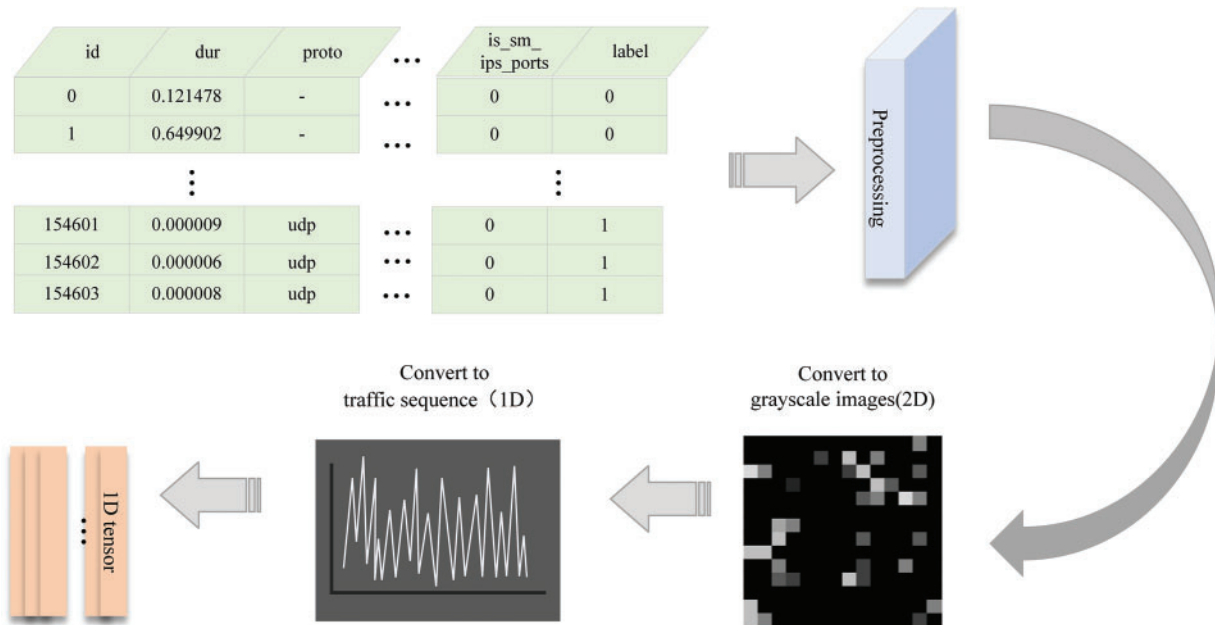 id dur proto ... is_sm_ips_ports label
0 0.121478 - ... 0 0
1 0.649902 - ... 0 0
154601 0.000009 udp ... 0 1
154602 0.000006 udp ... 0 1
154603 0.000008 udp ... 0 1
Preprocessing
Convert to
traffic sequence（1D）
Convert to
grayscale images(2D)
1D tensor